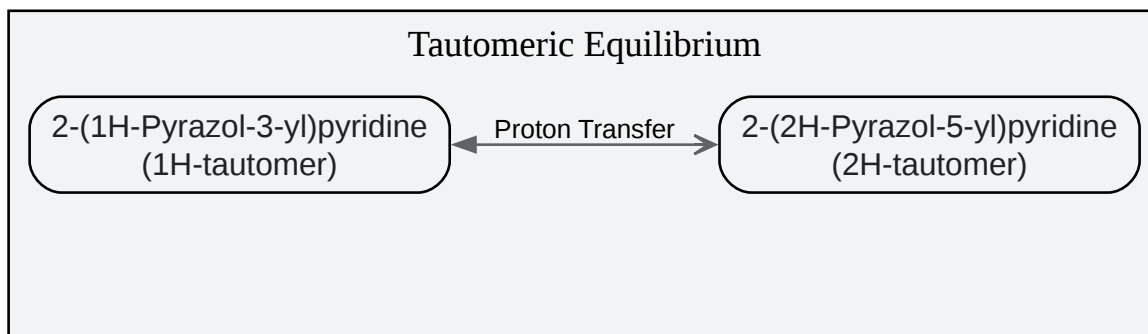 Tautomeric Equilibrium
2-(1H-Pyrazol-3-yl)pyridine
(1H-tautomer)
Proton Transfer
2-(2H-Pyrazol-5-yl)pyridine
(2H-tautomer)